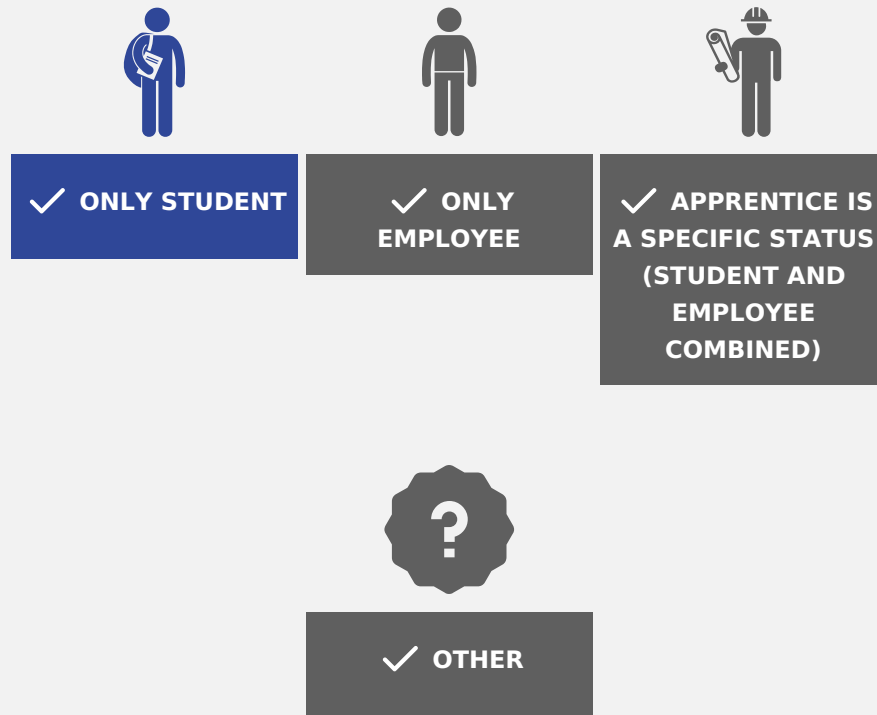 ONLY STUDENT
ONLY
EMPLOYEE
APPRENTICE IS
A SPECIFIC STATUS
(STUDENT AND
EMPLOYEE
COMBINED)
?
OTHER